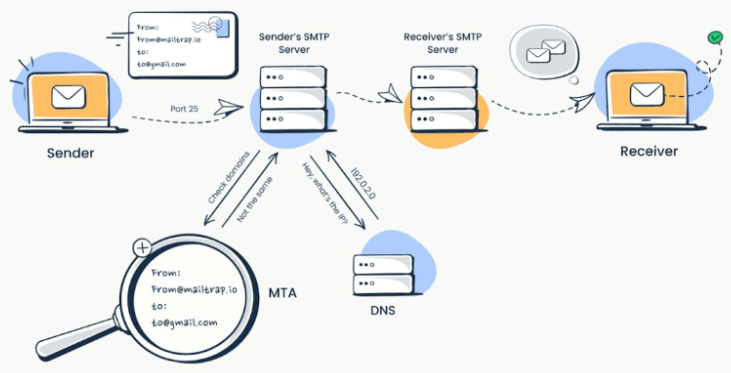 From:
From@mailtrap.io
to:
to@gmail.com
Sender's SMTP
Server
Receiver's SMTP
Server
Port 25
Sender
Receiver
Check domains
Not the same
Hey, what's the IP?
192.0.2.0
From:
From@mailtrap.io
to:
to@gmail.com
MTA
DNS